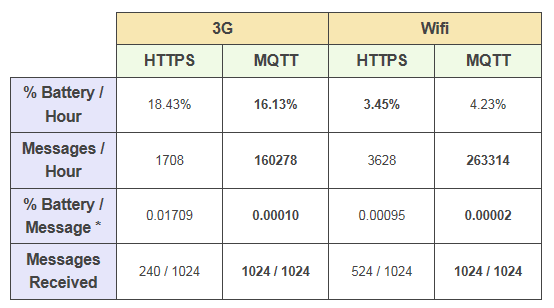 3G Wifi
HTTPS MQTT HTTPS MQTT
% Battery / Hour 18.43% 16.13% 3.45% 4.23%
Messages / Hour 1708 160278 3628 263314
% Battery / Message * 0.01709 0.00010 0.00095 0.00002
Messages Received 240 / 1024 1024 / 1024 524 / 1024 1024 / 1024